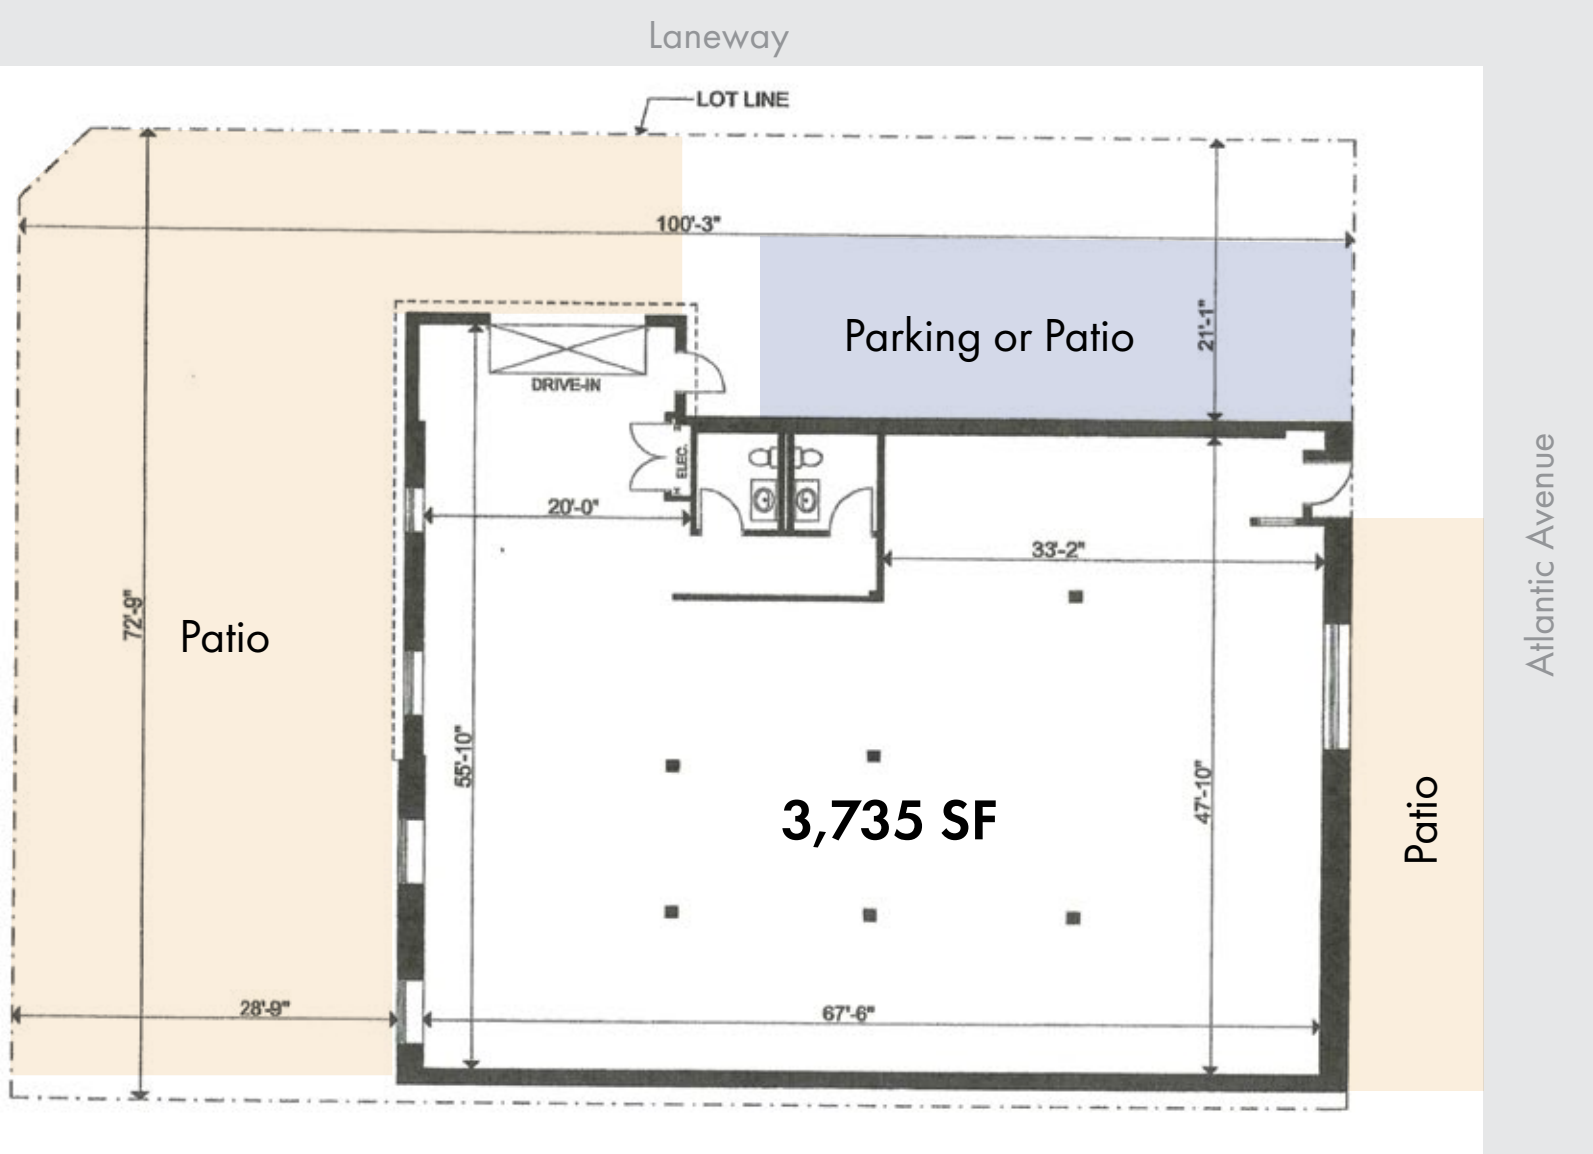 Laneway
LOT LINE
100'-3"
Parking or Patio
21'-1"
DRIVE-IN
ELEC.
20'-0"
33'-2"
Atlantic Avenue
72'-9"
Patio
55'-10"
47'-10"
3,735 SF
Patio
28'-9"
67'-6"